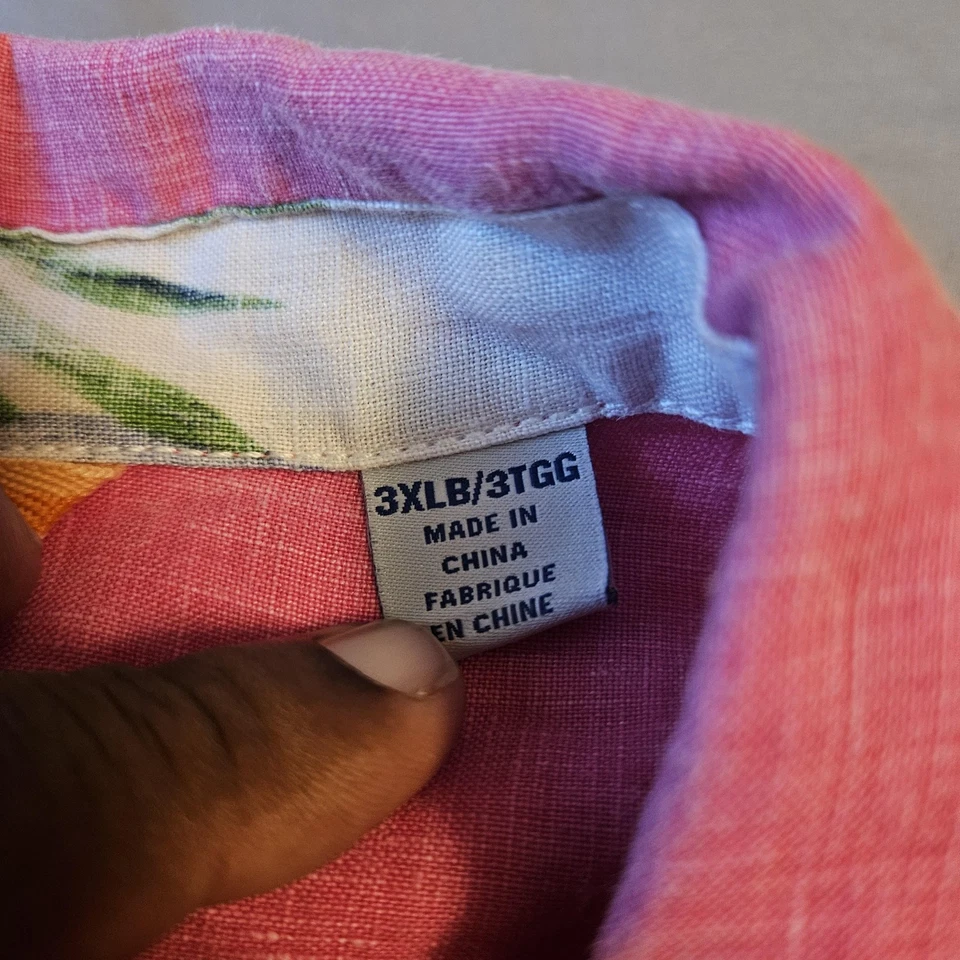 3XLB/3TGG
MADE IN
CHINA
FABRIQUE
EN CHINE